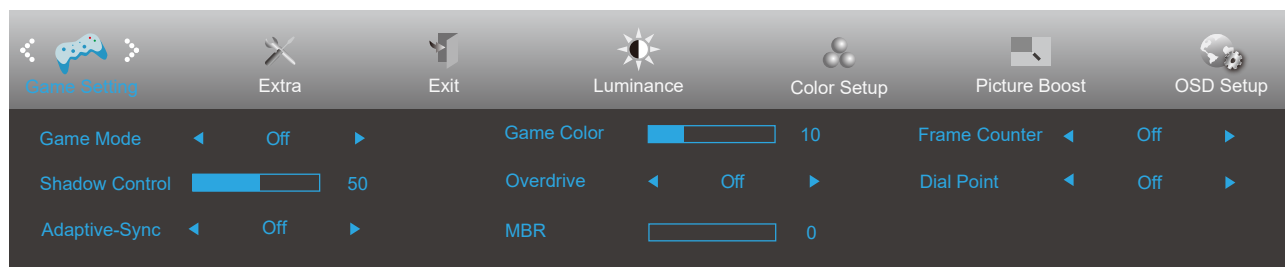 Game Setting
Extra
Exit
Luminance
Color Setup
Picture Boost
OSD Setup
Game Mode Off
Game Color 10
Frame Counter Off
Shadow Control 50
Overdrive Off
Dial Point Off
Adaptive-Sync Off
MBR 0